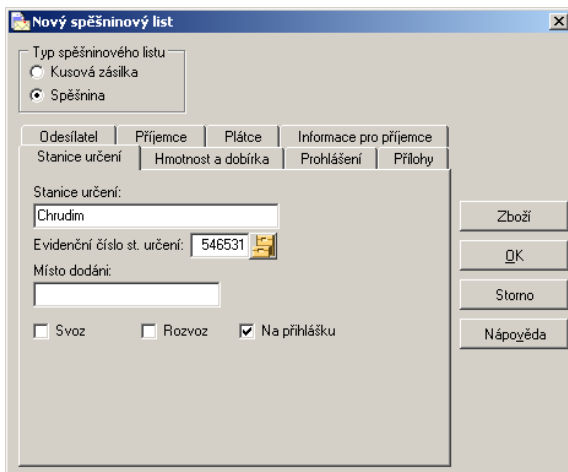 Nový spěšninový list
Typ spěšninového listu
Kusová zásilka
Spěšnina
Odesílatel Příjemce Plátce Informace pro příjemce
Stanice určení Hmotnost a dobírka Prohlášení Přílohy
Stanice určení:
Chrudim
Evidenční číslo st. určení: 546531
Místo dodáni:
Svoz Rozvoz Na přihlášku
Zboží
OK
Storno
Nápověda